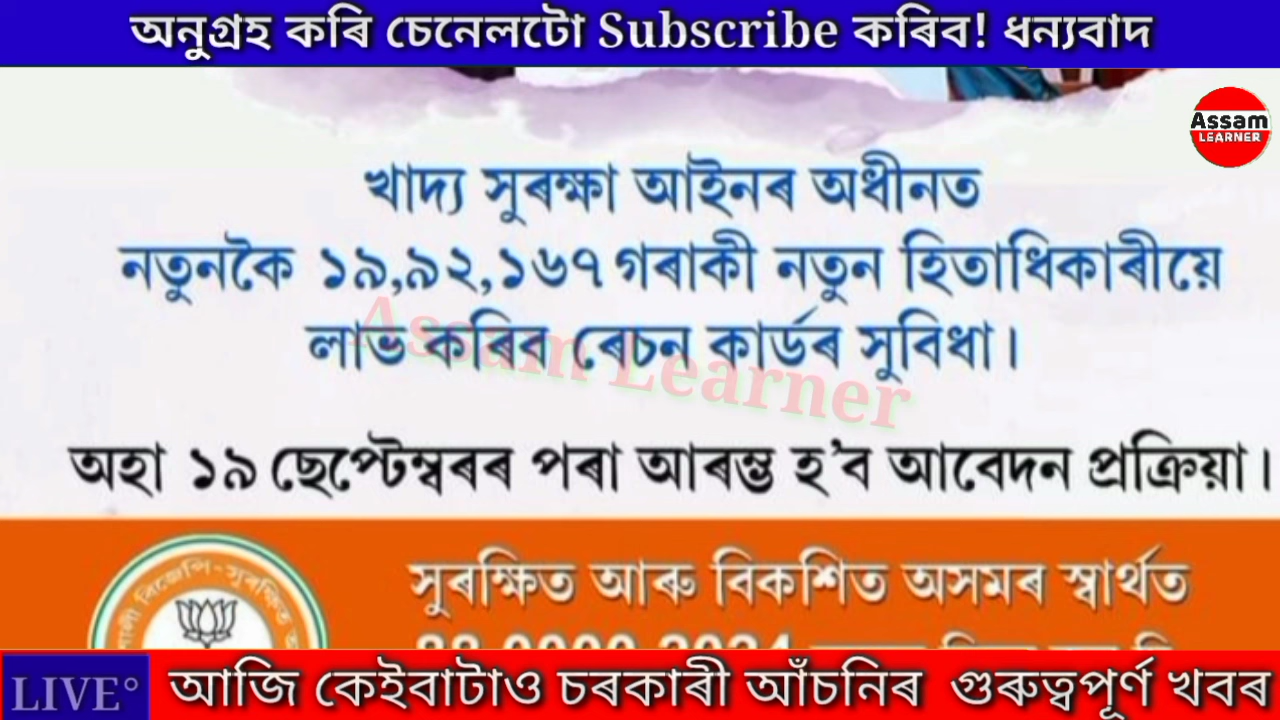 অনুগ্ৰহ কৰি চেনেলটো Subscribe কৰিব! ধন্যবাদ
Assam
LEARNER
খাদ্য সুৰক্ষা আইনৰ অধীনত
নতুনকৈ ১৯,৯২,১৬৭ গৰাকী নতুন হিতাধিকাৰীয়ে
লাভ কৰিব ৰেচন কাৰ্ডৰ সুবিধা।
Assam Learner
অহা ১৯ ছেপ্টেম্বৰৰ পৰা আৰম্ভ হ'ব আবেদন প্ৰক্ৰিয়া।
বিজেপি-সুৰক্ষিত
সুৰক্ষিত আৰু বিকশিত অসমৰ স্বাৰ্থত
LIVE° আজি কেইবাটাও চৰকাৰী আঁচনিৰ গুৰুত্বপূৰ্ণ খবৰ